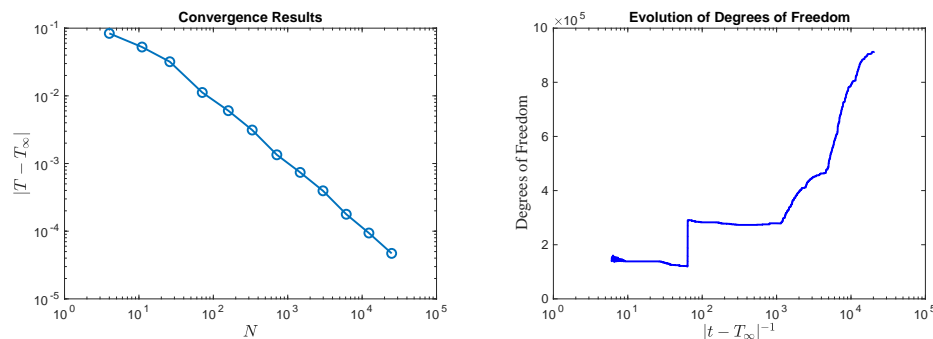 Convergence Results
10^{-1}
10^{-2}
10^{-3}
10^{-4}
10^{-5}
|T − T_∞|
10^0 10^1 10^2 10^3 10^4 10^5
N
Evolution of Degrees of Freedom
×10^5
10
8
6
4
2
0
Degrees of Freedom
10^0 10^1 10^2 10^3 10^4 10^5
|t − T_∞|^{-1}